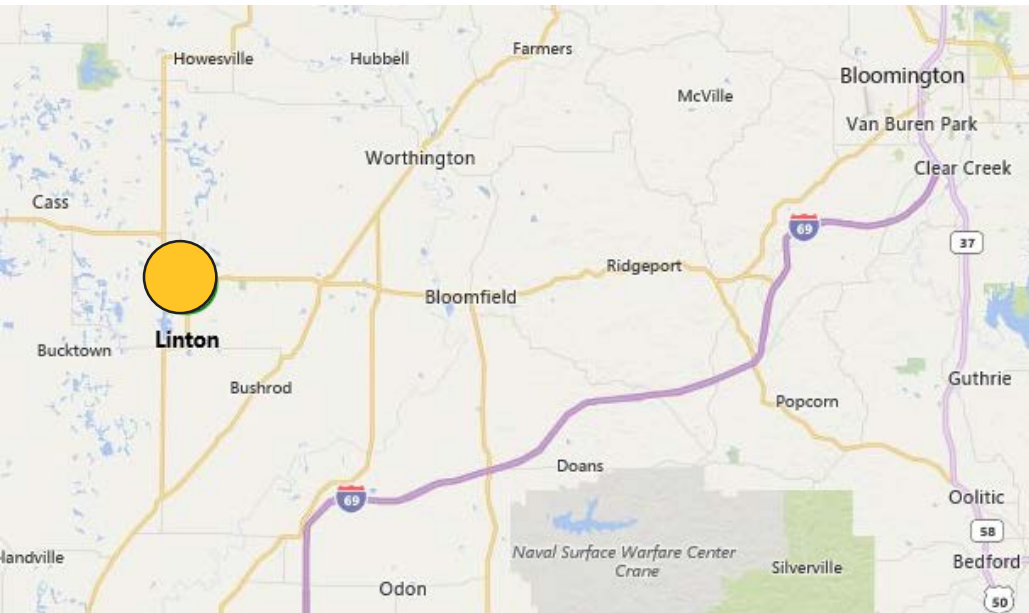 Farmers
Howesville
Hubbell
Bloomington
McVille
Van Buren Park
Worthington
Clear Creek
Cass
69
37
Ridgeport
Bloomfield
Linton
Bucktown
Guthrie
Bushrod
Popcorn
Doans
69
Oolitic
58
Naval Surface Warfare Center
Crane
landville
Silverville
Bedford
Odon
50